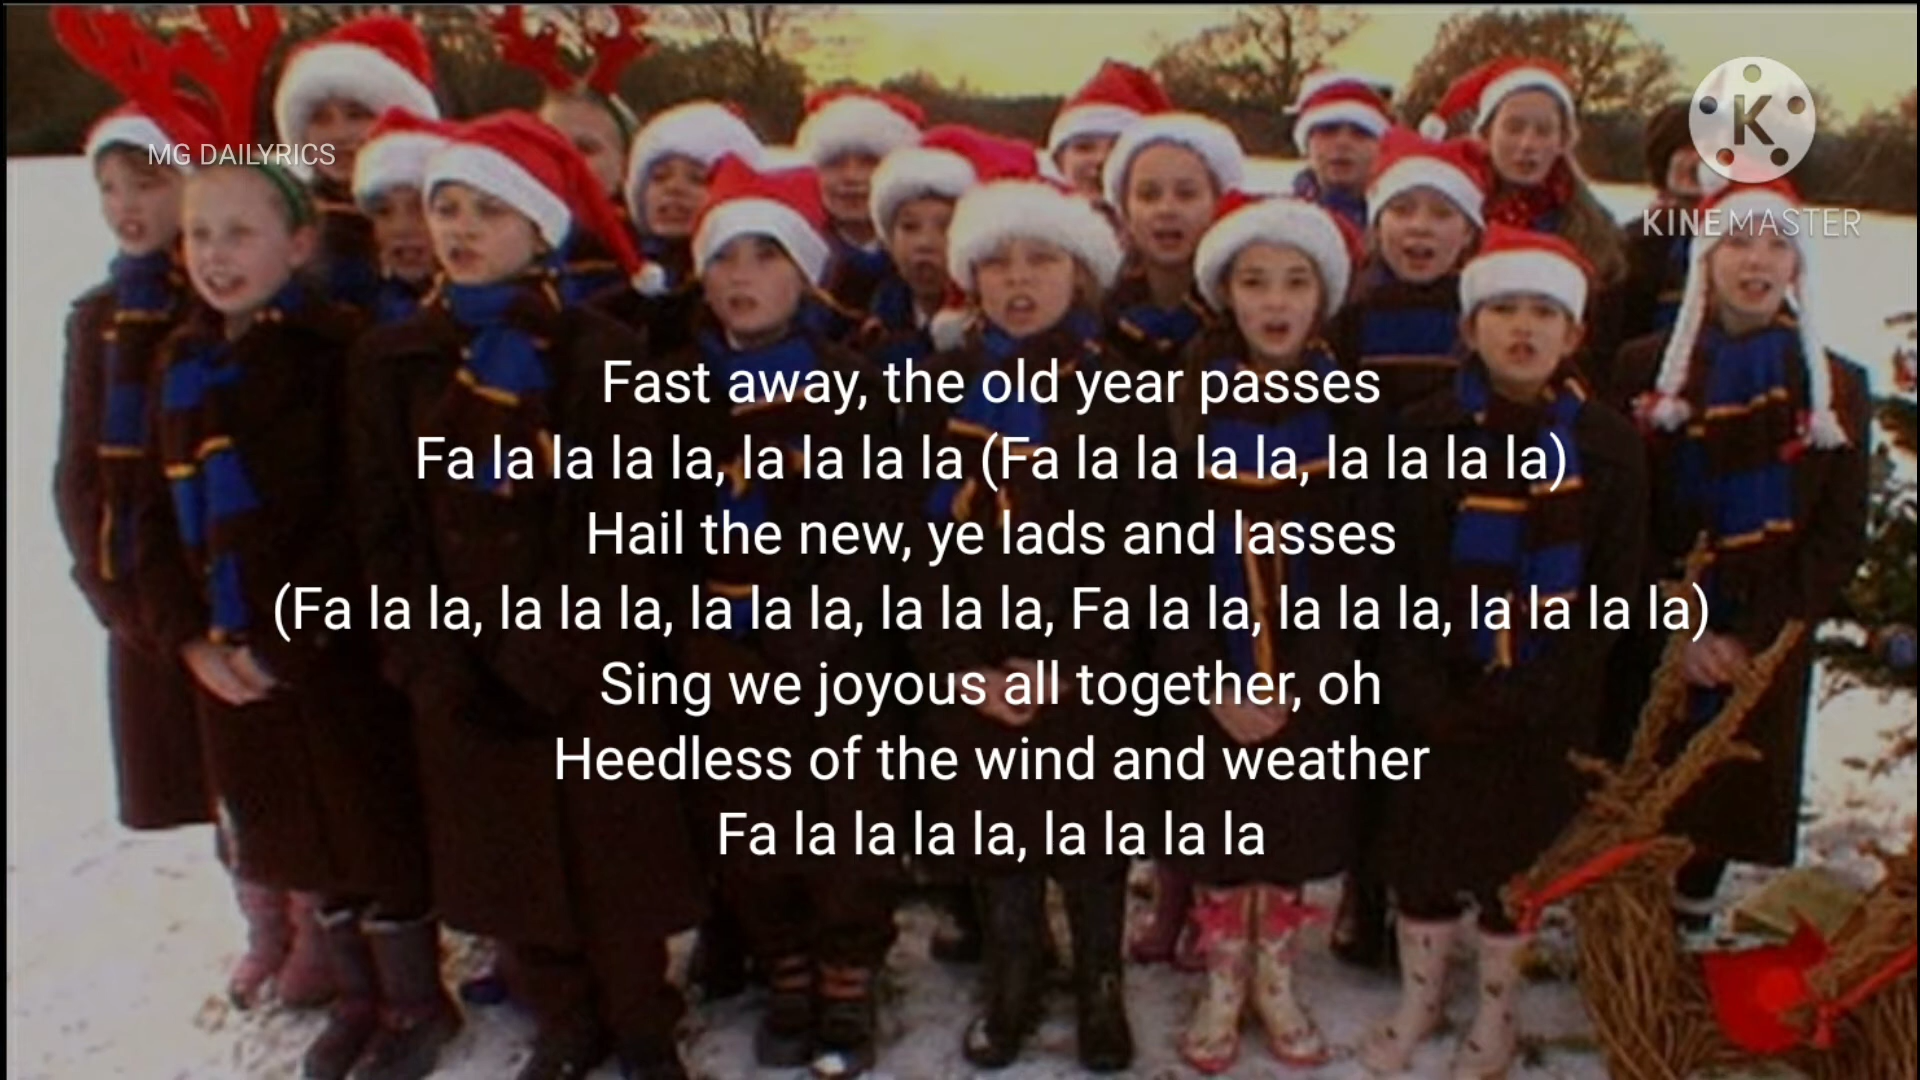 MG DAILYRICS
K
KINEMASTER
Fast away, the old year passes
Fa la la la la, la la la la (Fa la la la la, la la la la)
Hail the new, ye lads and lasses
(Fa la la, la la la, la la la, la la la, Fa la la, la la la, la la la la)
Sing we joyous all together, oh
Heedless of the wind and weather
Fa la la la la, la la la la